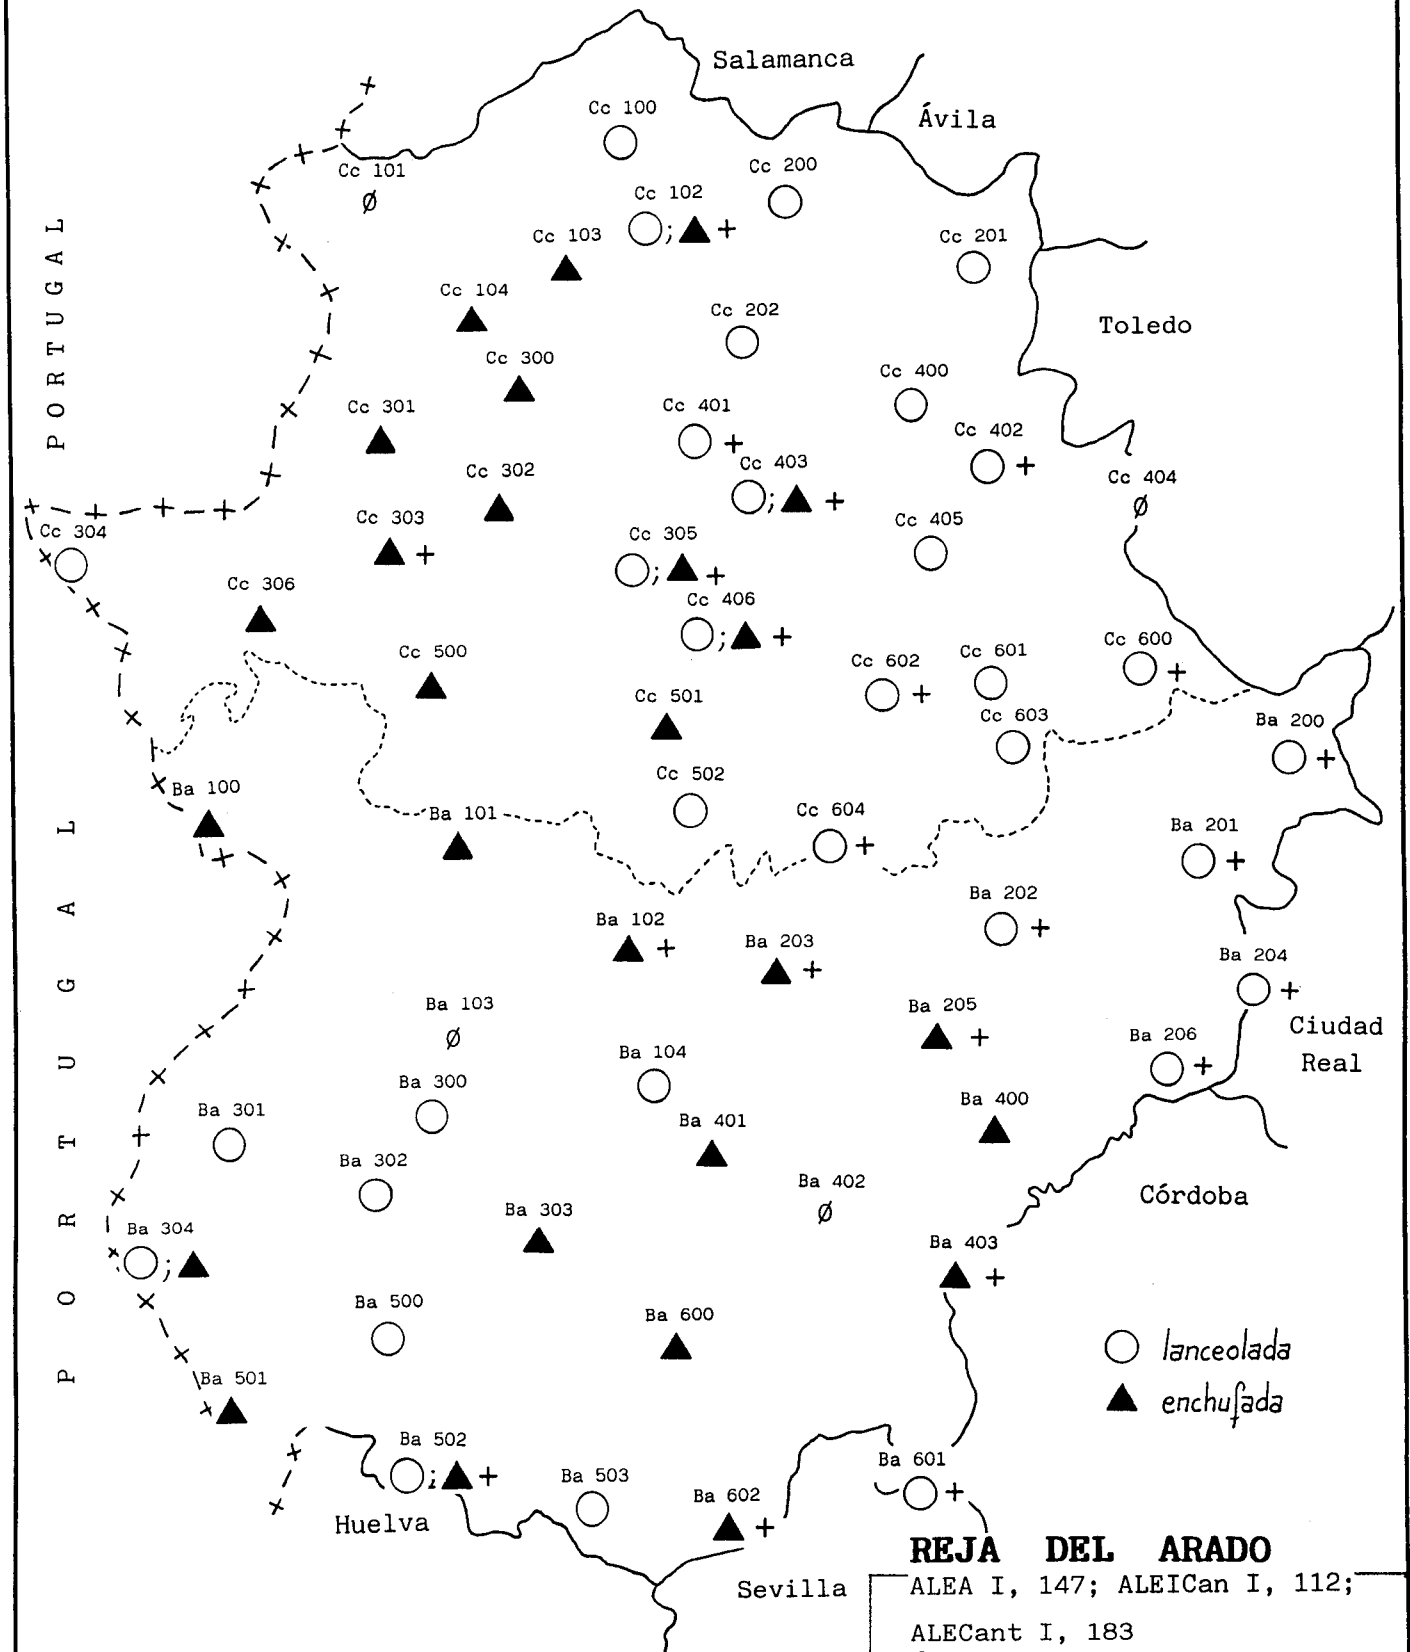 Salamanca
Cc 100
Ávila
Cc 101
ø
Cc 200
Cc 102
; +
Cc 103
Cc 201
Cc 104
Cc 202
Toledo
Cc 300
Cc 400
Cc 301
Cc 401
+
Cc 402
+
Cc 302
Cc 403
; +
Cc 404
ø
Cc 303
+
Cc 304
Cc 305
; +
Cc 405
Cc 306
Cc 406
; +
Cc 500
Cc 602
+
Cc 601
Cc 600
+
Cc 501
Cc 603
Ba 200
+
Cc 502
Ba 100
Ba 101
Cc 604
+
Ba 201
+
Ba 202
+
Ba 102
+
Ba 203
+
Ba 204
+
Ba 103
ø
Ba 205
+
Ciudad
Real
Ba 206
+
Ba 104
Ba 300
Ba 301
Ba 401
Ba 400
Ba 302
Ba 402
ø
Córdoba
Ba 303
Ba 304
;
Ba 403
+
Ba 500
Ba 600
Ba 501
lanceolada
enchufada
Ba 502
; +
Ba 503
Ba 601
+
Ba 602
+
Huelva
Sevilla
PORTUGAL
PORTUGAL
REJA DEL ARADO
ALEA I, 147; ALEICan I, 112;
ALECant I, 183